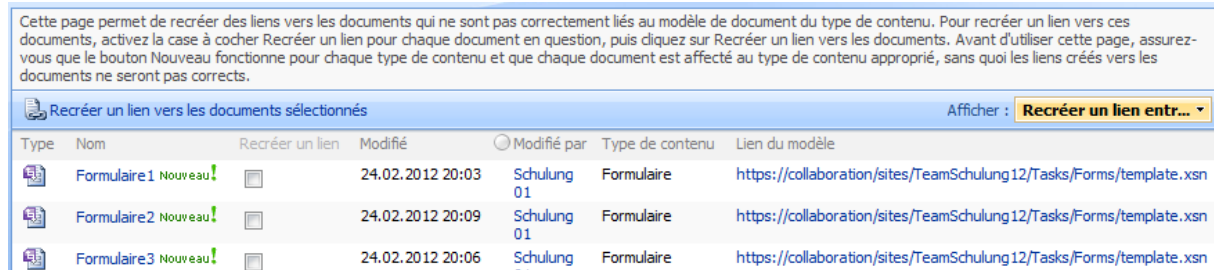 Cette page permet de recréer des liens vers les documents qui ne sont pas correctement liés au modèle de document du type de contenu. Pour recréer un lien vers ces
documents, activez la case à cocher Recréer un lien pour chaque document en question, puis cliquez sur Recréer un lien vers les documents. Avant d'utiliser cette page, assurez-
vous que le bouton Nouveau fonctionne pour chaque type de contenu et que chaque document est affecté au type de contenu approprié, sans quoi les liens créés vers les
documents ne seront pas corrects.
Recréer un lien vers les documents sélectionnés Afficher : Recréer un lien entr...
Type Nom Recréer un lien Modifié Modifié par Type de contenu Lien du modèle
Formulaire1 Nouveau! 24.02.2012 20:03 Schulung Formulaire https://collaboration/sites/TeamSchulung12/Tasks/Forms/template.xsn
01
Formulaire2 Nouveau! 24.02.2012 20:09 Schulung Formulaire https://collaboration/sites/TeamSchulung12/Tasks/Forms/template.xsn
01
Formulaire3 Nouveau! 24.02.2012 20:06 Schulung Formulaire https://collaboration/sites/TeamSchulung12/Tasks/Forms/template.xsn